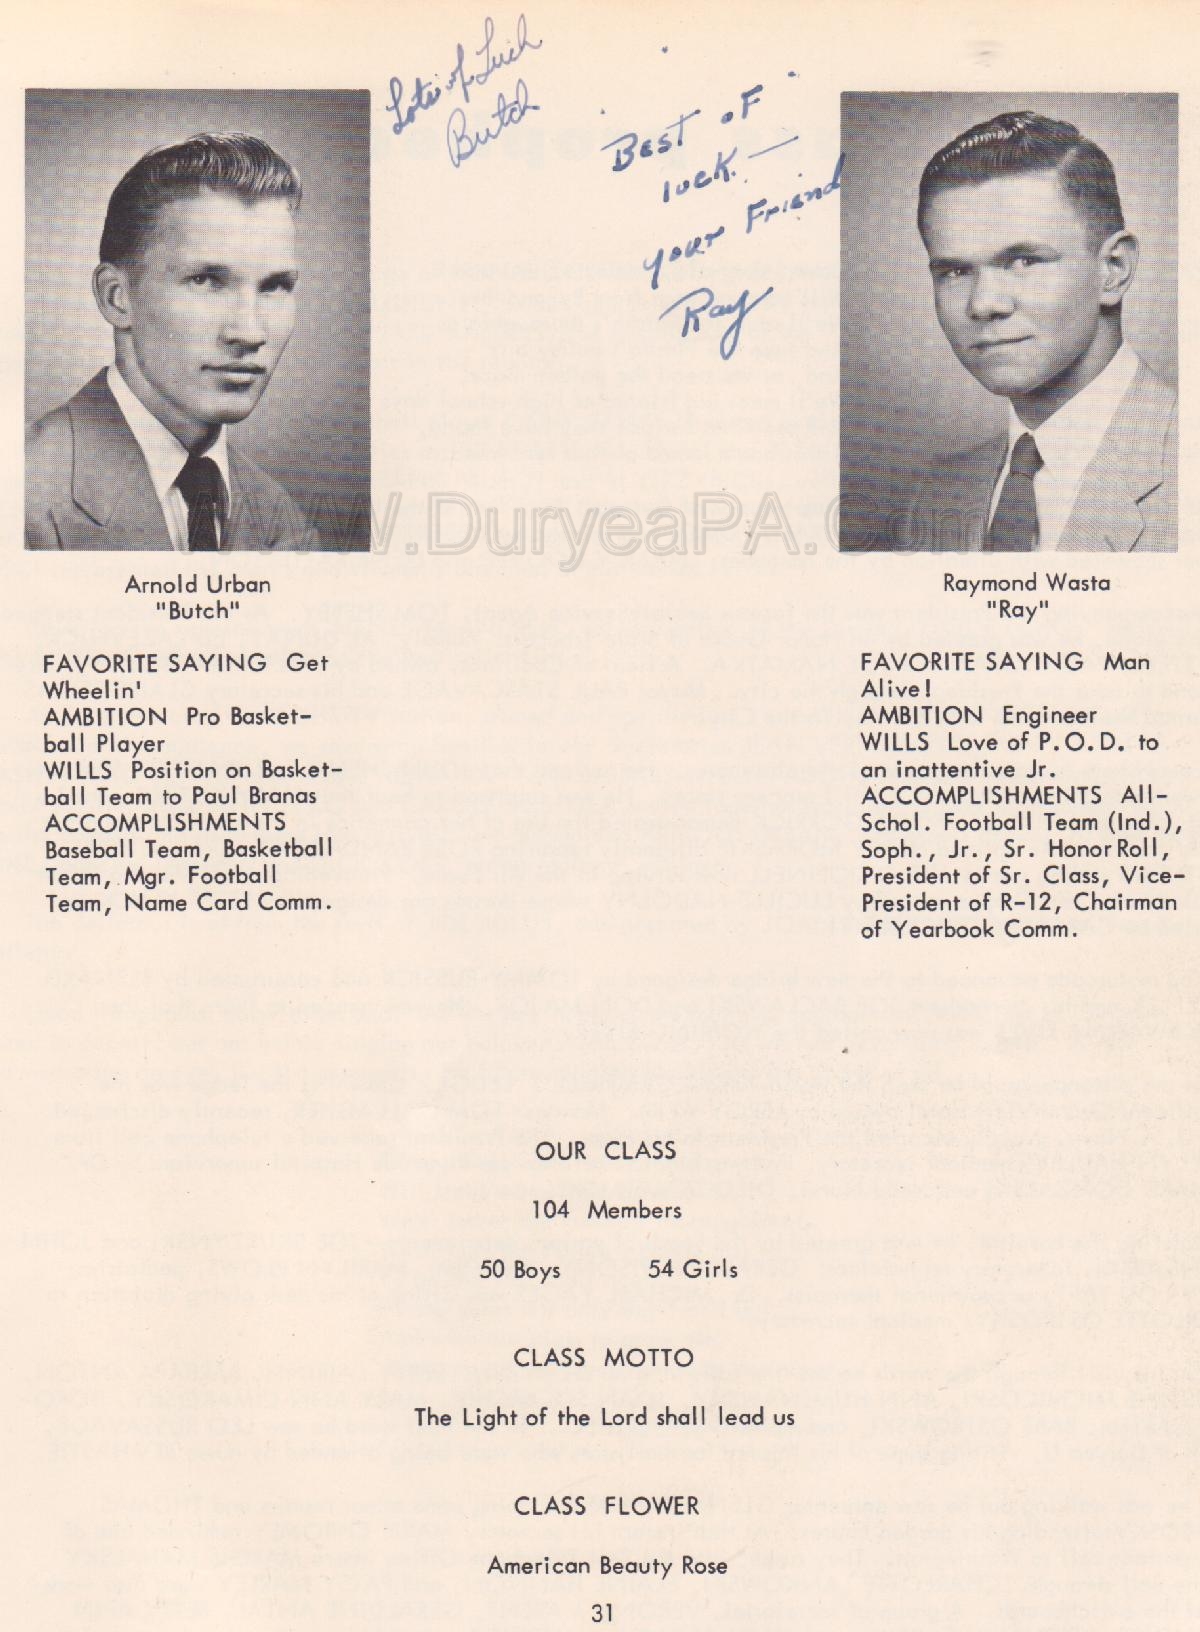 Lots of Luck
Butch
BEST OF
luck. —
your Friend
Ray
WWW.DuryeaPA.Com
Arnold Urban
"Butch"
FAVORITE SAYING Get
Wheelin'
AMBITION Pro Basket-
ball Player
WILLS Position on Basket-
ball Team to Paul Branas
ACCOMPLISHMENTS
Baseball Team, Basketball
Team, Mgr. Football
Team, Name Card Comm.
Raymond Wasta
"Ray"
FAVORITE SAYING Man
Alive!
AMBITION Engineer
WILLS Love of P.O.D. to
an inattentive Jr.
ACCOMPLISHMENTS All-
Schol. Football Team (Ind.),
Soph., Jr., Sr. Honor Roll,
President of Sr. Class, Vice-
President of R-12, Chairman
of Yearbook Comm.
OUR CLASS
104 Members
50 Boys 54 Girls
CLASS MOTTO
The Light of the Lord shall lead us
CLASS FLOWER
American Beauty Rose
31